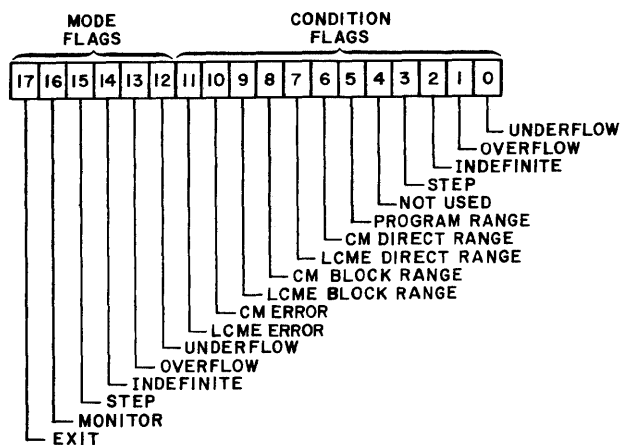 MODE FLAGS
CONDITION FLAGS
17 16 15 14 13 12 11 10 9 8 7 6 5 4 3 2 1 0
UNDERFLOW
OVERFLOW
INDEFINITE
STEP
NOT USED
PROGRAM RANGE
CM DIRECT RANGE
LCME DIRECT RANGE
CM BLOCK RANGE
LCME BLOCK RANGE
CM ERROR
LCME ERROR
UNDERFLOW
OVERFLOW
INDEFINITE
STEP
MONITOR
EXIT